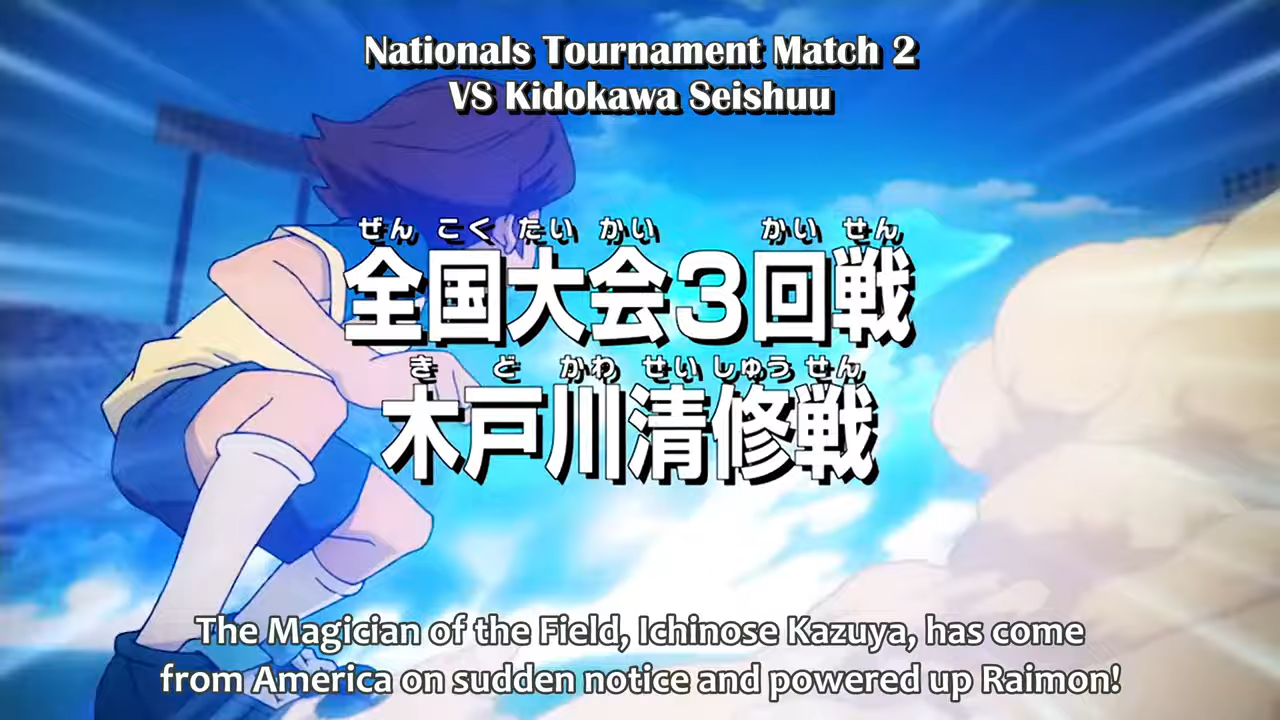 Nationals Tournament Match 2
VS Kidokawa Seishuu
ぜん こく たい かい かい せん
全国大会3回戦
き ど かわ せい しゅう せん
木戸川清修戦
The Magician of the Field, Ichinose Kazuya, has come
from America on sudden notice and powered up Raimon!